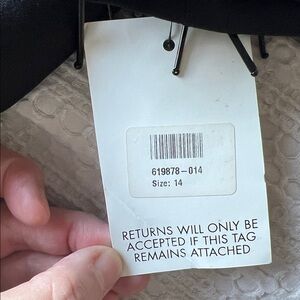 619878-014
Size: 14
RETURNS WILL ONLY BE
ACCEPTED IF THIS TAG
REMAINS ATTACHED